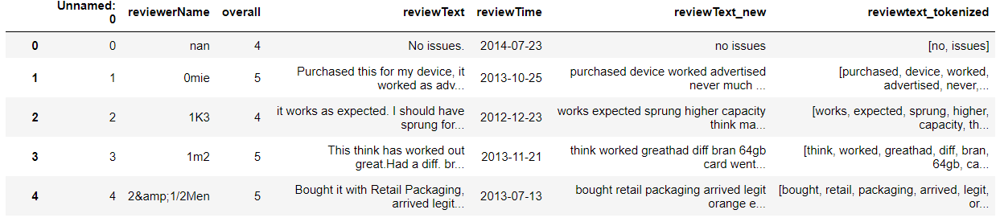 Unnamed: 0 reviewerName overall reviewText reviewTime reviewText_new reviewtext_tokenized
0 0 nan 4 No issues. 2014-07-23 no issues [no, issues]
1 1 0mie 5 Purchased this for my device, it worked as adv... 2013-10-25 purchased device worked advertised never much ... [purchased, device, worked, advertised, never,...
2 2 1K3 4 it works as expected. I should have sprung for... 2012-12-23 works expected sprung higher capacity think ma... [works, expected, sprung, higher, capacity, th...
3 3 1m2 5 This think has worked out great.Had a diff. br... 2013-11-21 think worked greathad diff bran 64gb card went... [think, worked, greathad, diff, bran, 64gb, ca...
4 4 2&amp;1/2Men 5 Bought it with Retail Packaging, arrived legit... 2013-07-13 bought retail packaging arrived legit orange e... [bought, retail, packaging, arrived, legit, or...